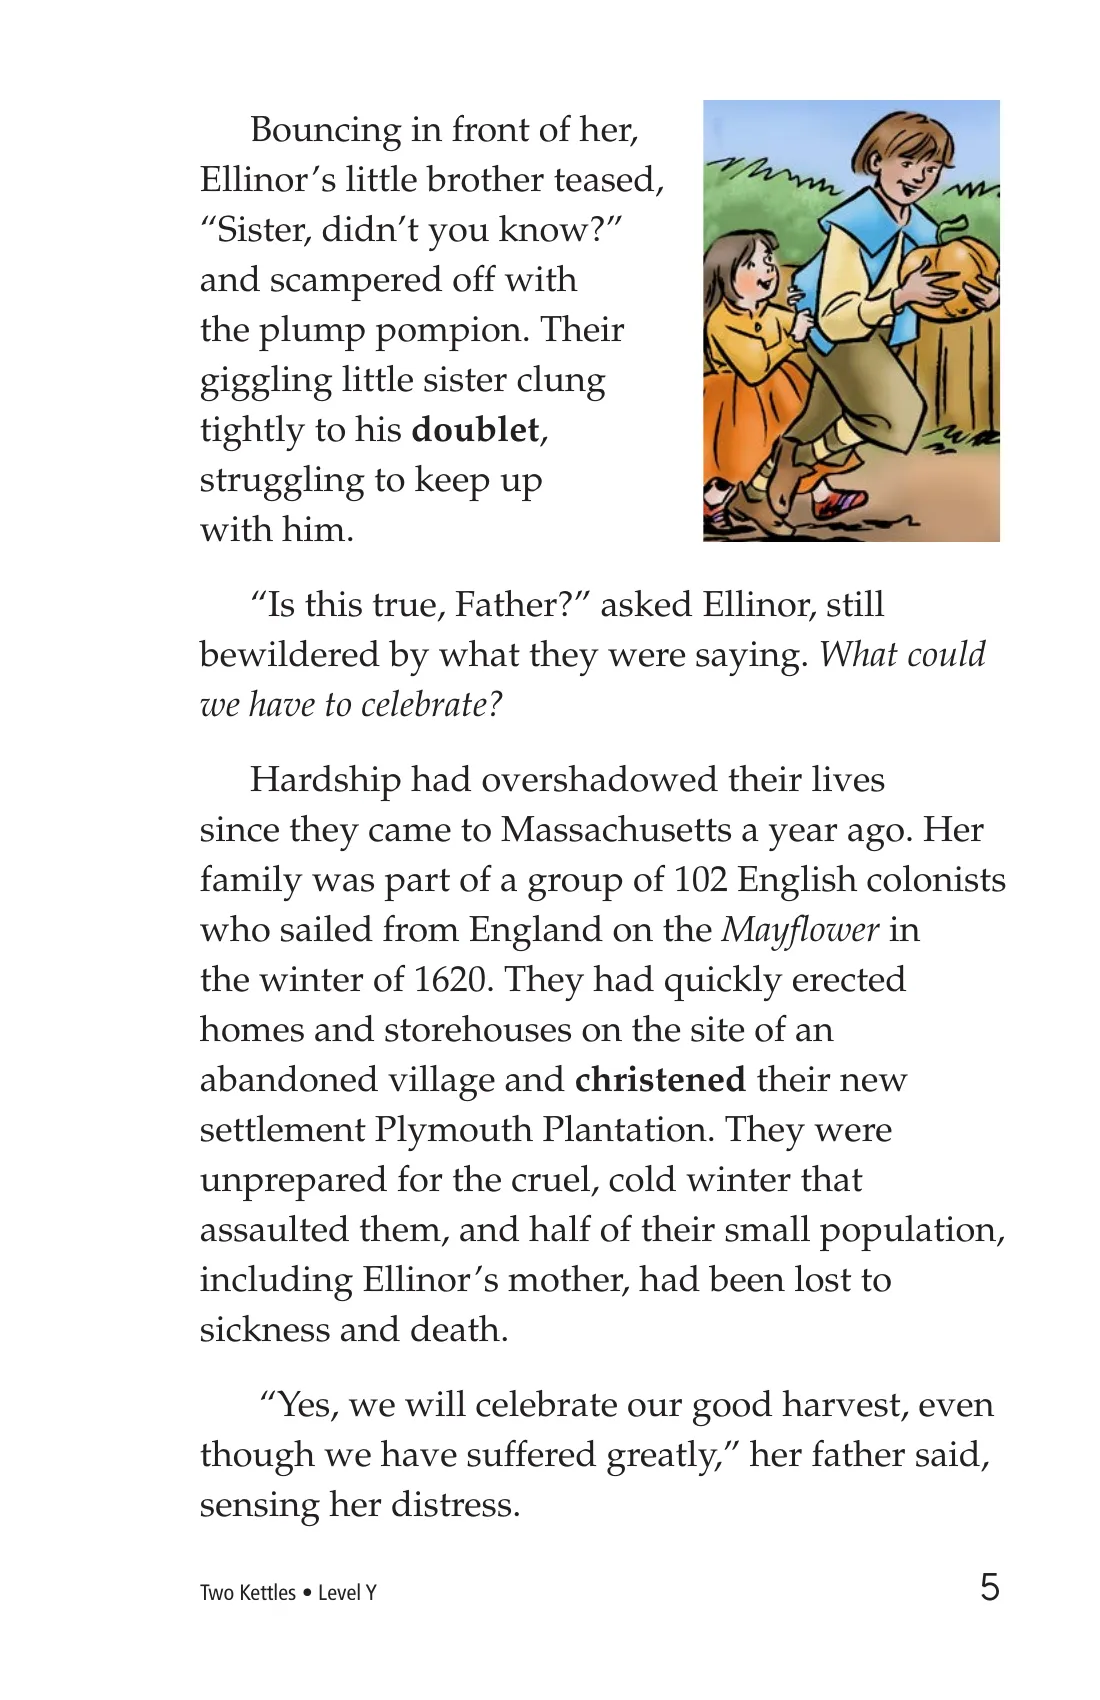 Bouncing in front of her,
Ellinor’s little brother teased,
“Sister, didn’t you know?”
and scampered off with
the plump pompion. Their
giggling little sister clung
tightly to his doublet,
struggling to keep up
with him.
“Is this true, Father?” asked Ellinor, still
bewildered by what they were saying. What could
we have to celebrate?
Hardship had overshadowed their lives
since they came to Massachusetts a year ago. Her
family was part of a group of 102 English colonists
who sailed from England on the Mayflower in
the winter of 1620. They had quickly erected
homes and storehouses on the site of an
abandoned village and christened their new
settlement Plymouth Plantation. They were
unprepared for the cruel, cold winter that
assaulted them, and half of their small population,
including Ellinor’s mother, had been lost to
sickness and death.
“Yes, we will celebrate our good harvest, even
though we have suffered greatly,” her father said,
sensing her distress.
Two Kettles • Level Y
5